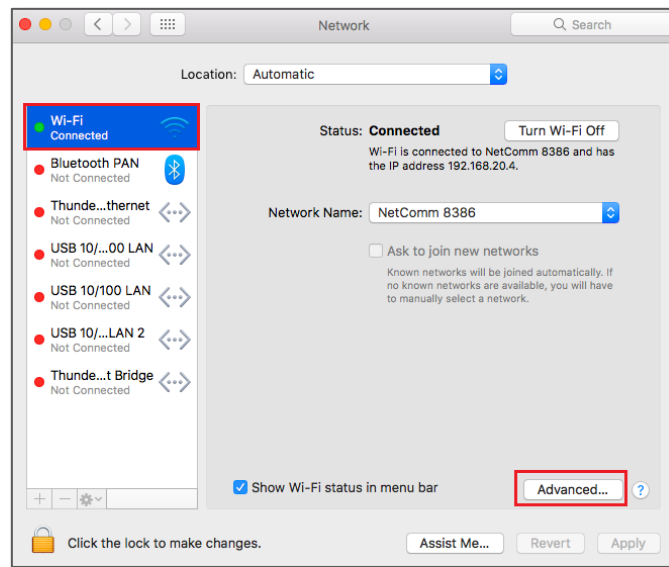 Network
Search
Location: Automatic
Wi-Fi
Connected
Bluetooth PAN
Not Connected
Thunde...thernet
Not Connected
USB 10/...00 LAN
Not Connected
USB 10/100 LAN
Not Connected
USB 10/...LAN 2
Not Connected
Thunde...t Bridge
Not Connected
Status: Connected
Turn Wi-Fi Off
Wi-Fi is connected to NetComm 8386 and has
the IP address 192.168.20.4.
Network Name: NetComm 8386
Ask to join new networks
Known networks will be joined automatically. If
no known networks are available, you will have
to manually select a network.
Show Wi-Fi status in menu bar
Advanced...
?
Click the lock to make changes.
Assist Me...
Revert
Apply